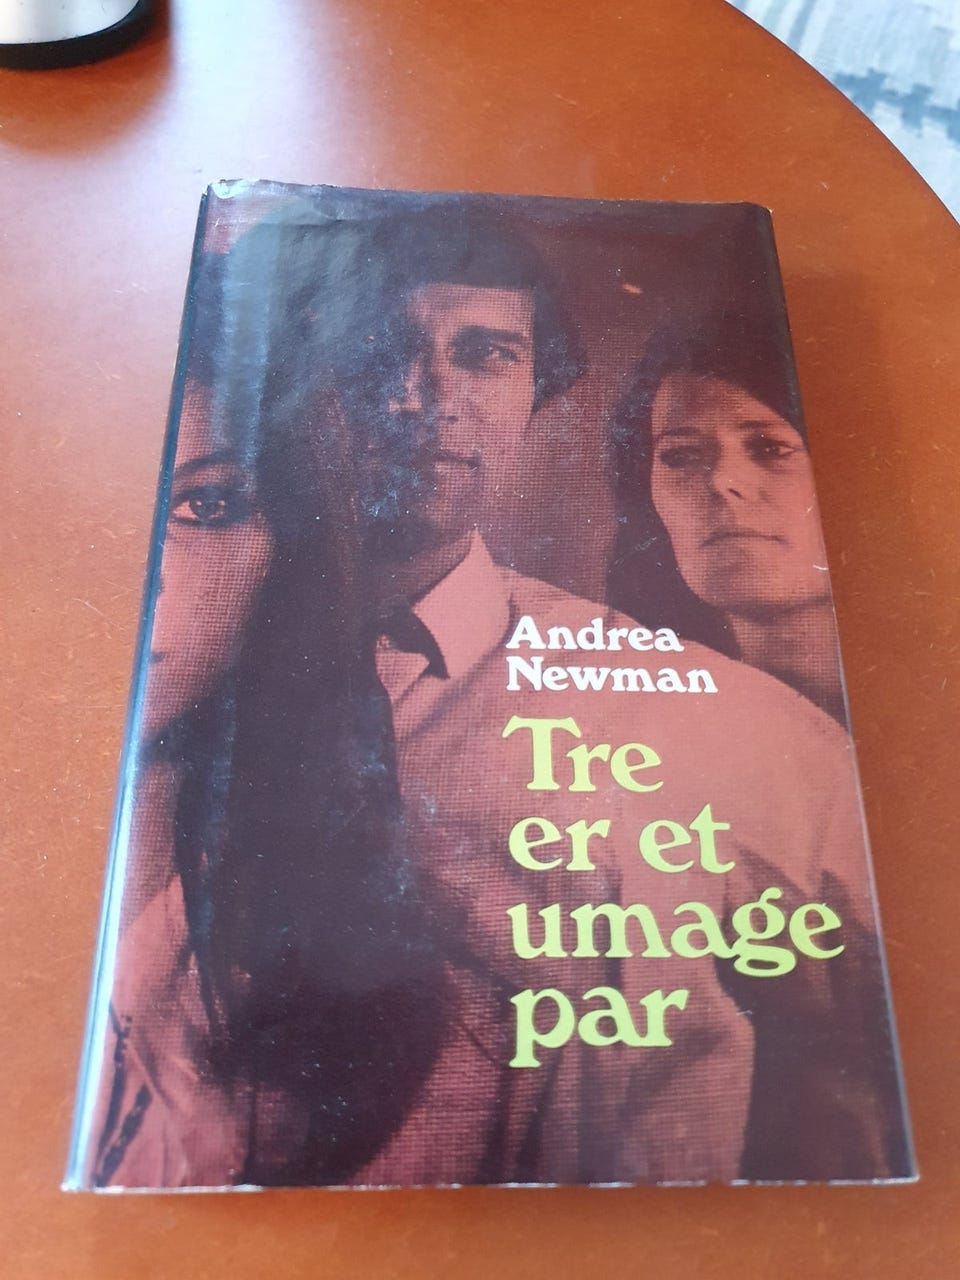 Andrea
Newman
Tre
er et
umage
par